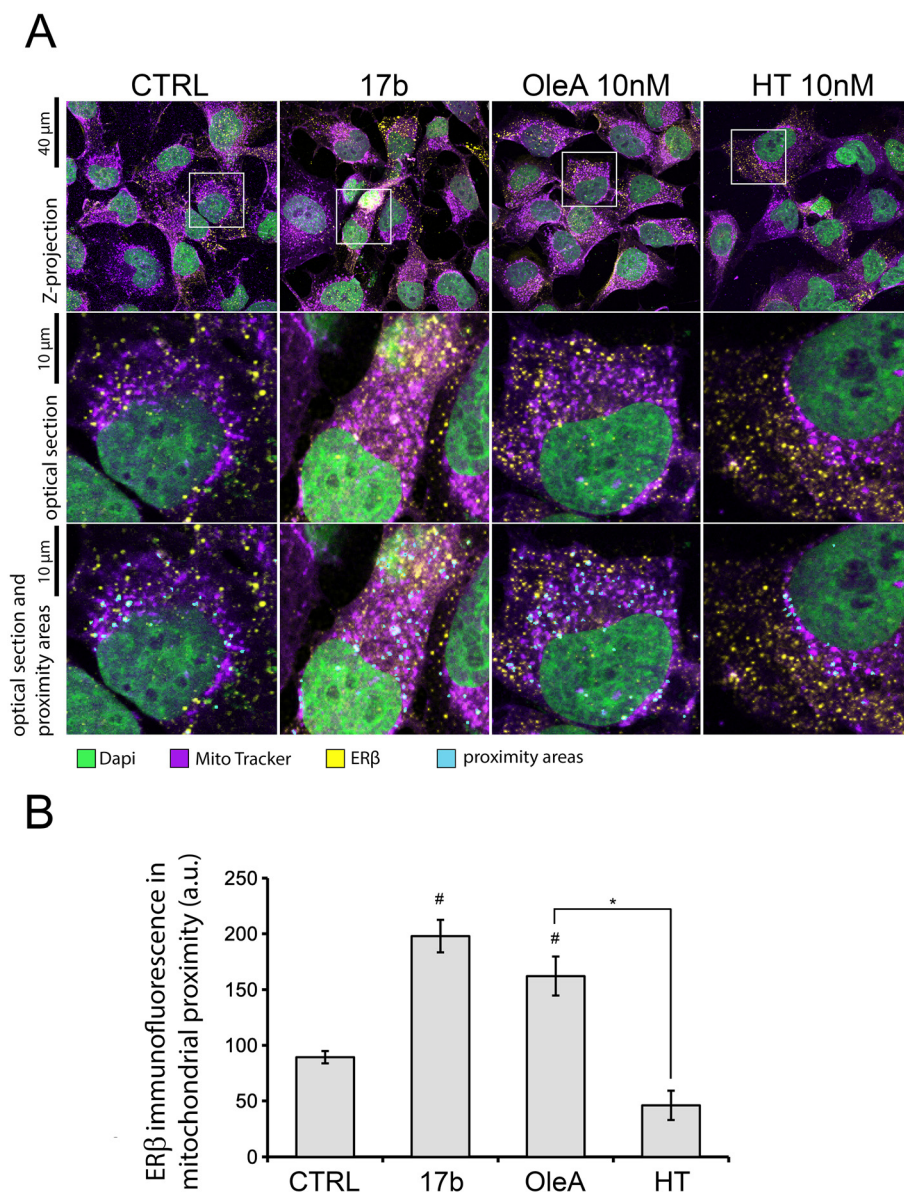 A
CTRL 17b OleA 10nM HT 10nM
40 µm
Z-projection
10 µm
optical section
10 µm
optical section and
proximity areas
Dapi Mito Tracker ERβ proximity areas
B
ERβ immunofluorescence in
mitochondrial proximity (a.u.)
250
200
150
100
50
0
#
#
*
CTRL 17b OleA HT